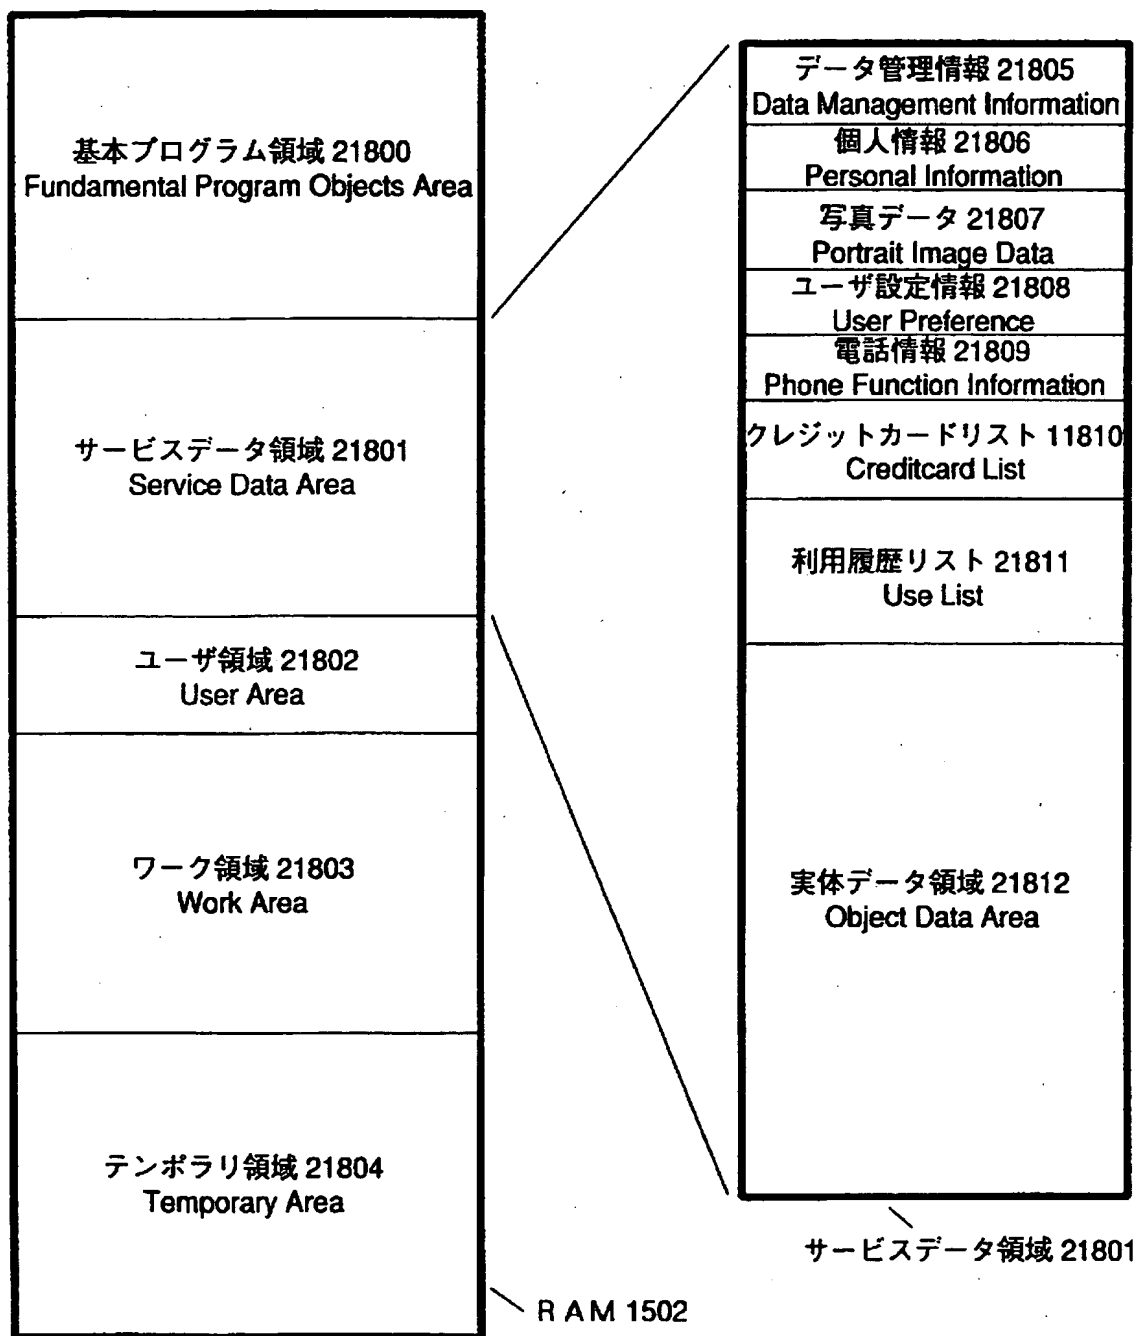 基本プログラム領域 21800
Fundamental Program Objects Area
サービスデータ領域 21801
Service Data Area
ユーザ領域 21802
User Area
ワーク領域 21803
Work Area
テンポラリ領域 21804
Temporary Area
RAM 1502
データ管理情報 21805
Data Management Information
個人情報 21806
Personal Information
写真データ 21807
Portrait Image Data
ユーザ設定情報 21808
User Preference
電話情報 21809
Phone Function Information
クレジットカードリスト 11810
Creditcard List
利用履歴リスト 21811
Use List
実体データ領域 21812
Object Data Area
サービスデータ領域 21801